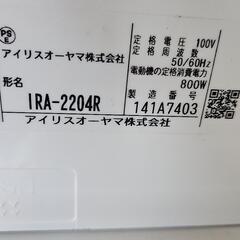 PS
E
アイリスオーヤマ株式会社
形名
IRA-2204R
定格電圧 100V
定格周波数
50/60Hz
電動機の定格消費電力
800W
製造番号
141A7403
アイリスオーヤマ株式会社